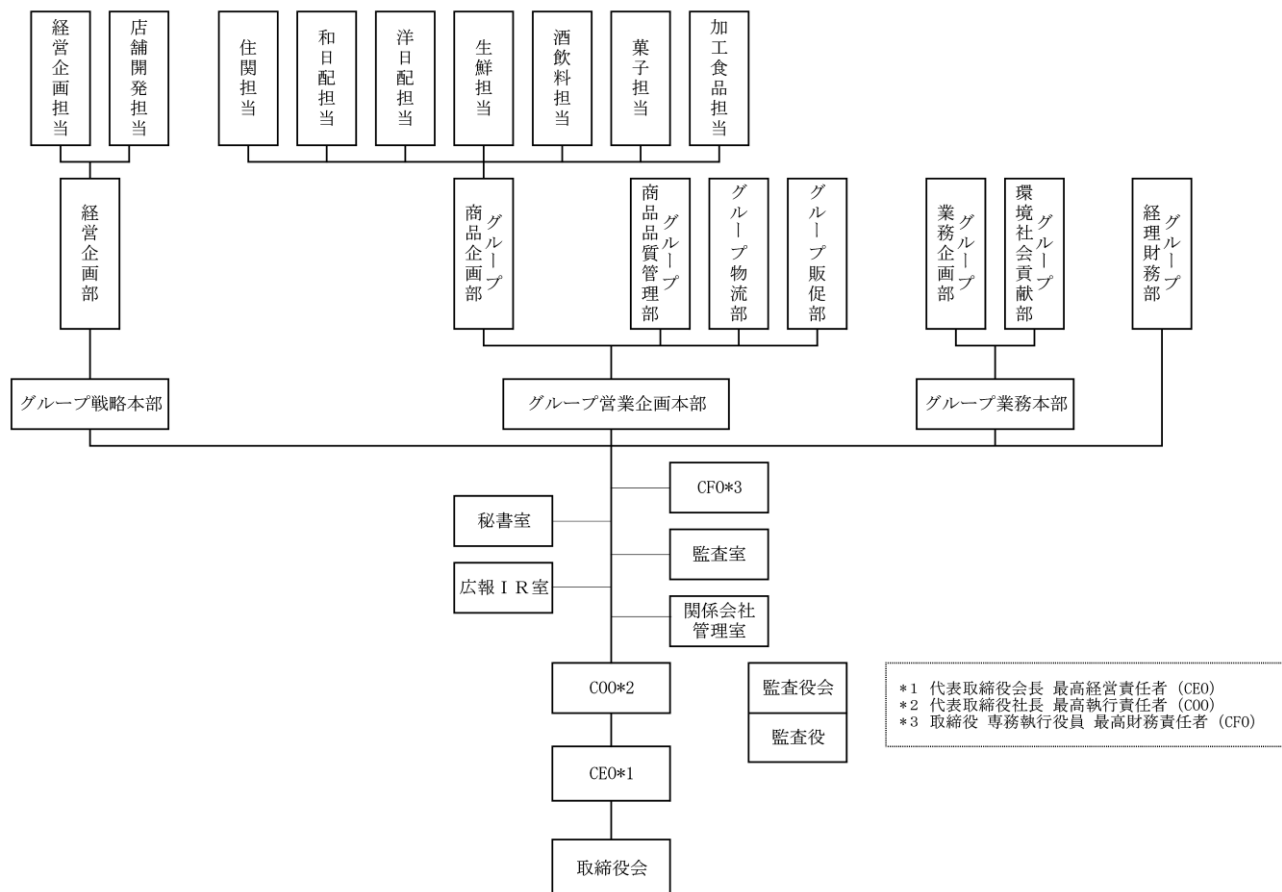 経営企画担当
店舗開発担当
住関担当
和日配担当
洋日配担当
生鮮担当
酒飲料担当
菓子担当
加工食品担当
経営企画部
グループ
商品企画部
グループ
商品品質管理部
グループ物流部
グループ販促部
グループ
業務企画部
グループ
環境社会貢献部
グループ
経理財務部
グループ戦略本部
グループ営業企画本部
グループ業務本部
CFO*3
秘書室
監査室
広報ＩＲ室
関係会社
管理室
COO*2
監査役会
監査役
*1 代表取締役会長 最高経営責任者 (CEO)
*2 代表取締役社長 最高執行責任者 (COO)
*3 取締役 専務執行役員 最高財務責任者 (CFO)
CEO*1
取締役会